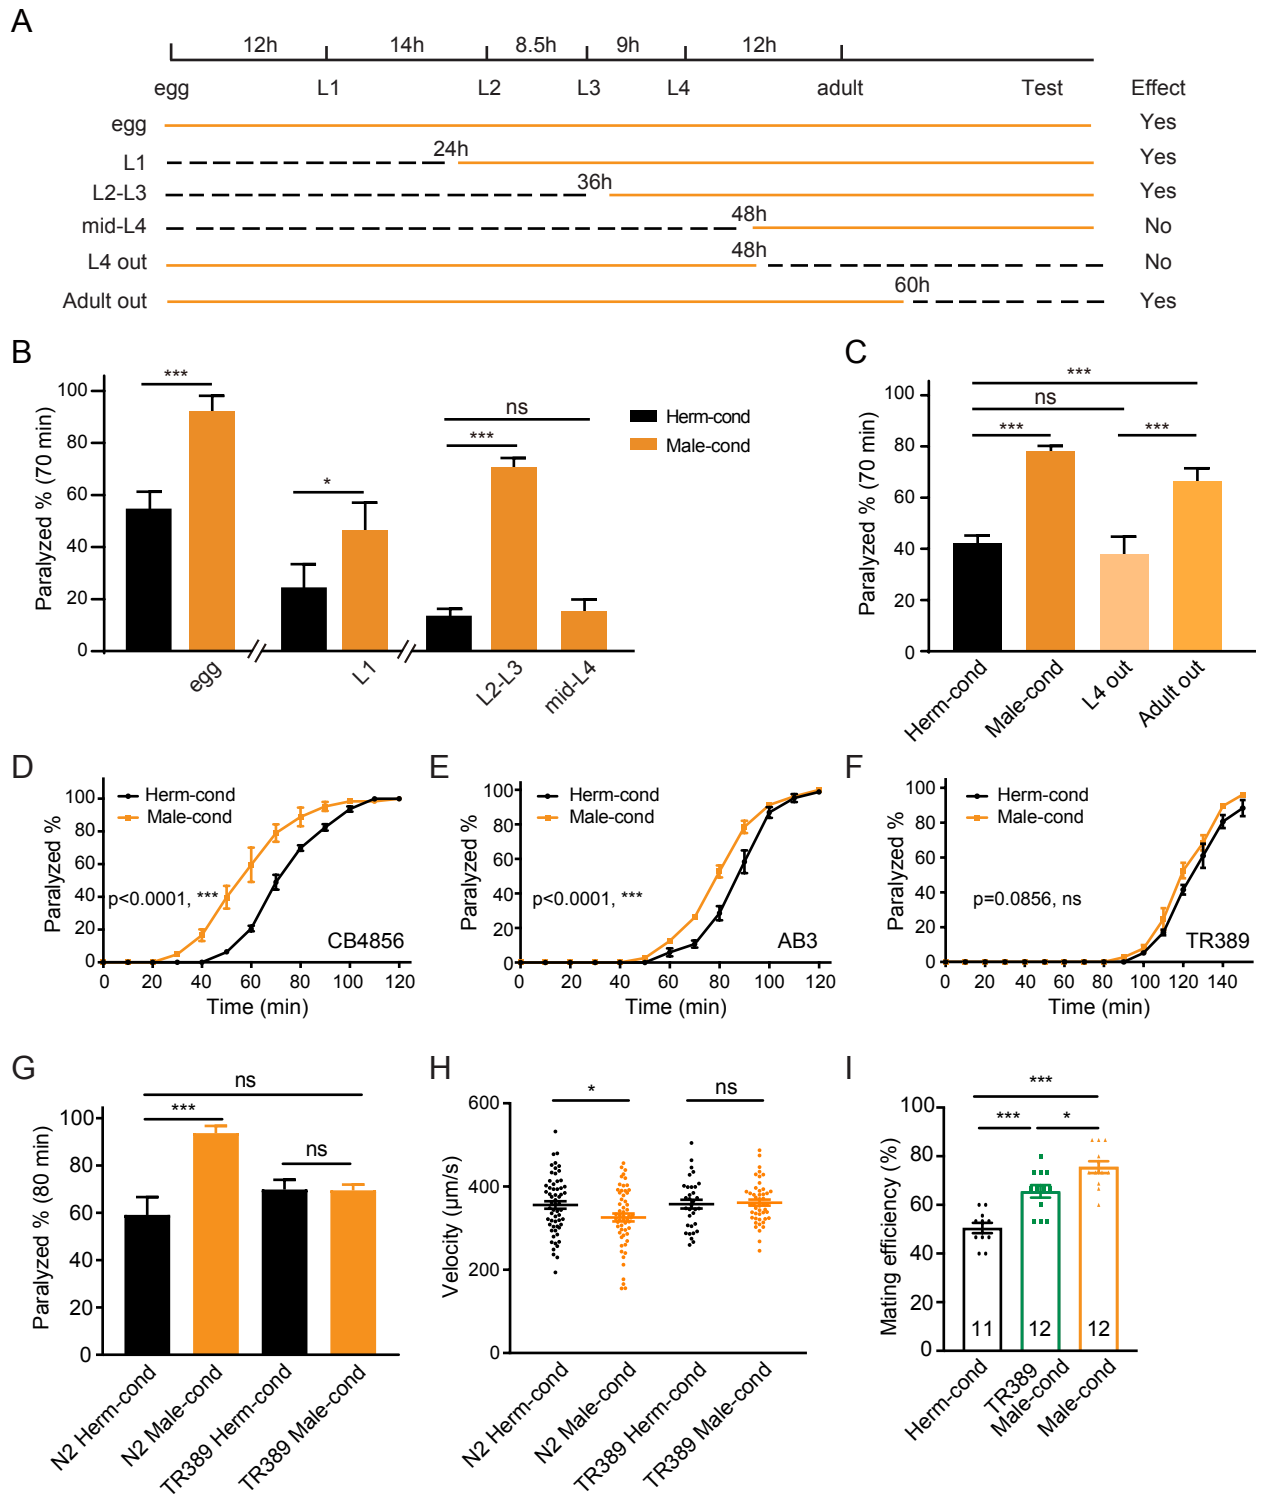 A
12h 14h 8.5h 9h 12h
egg L1 L2 L3 L4 adult Test Effect
egg Yes
L1 24h Yes
L2-L3 36h Yes
mid-L4 48h No
L4 out 48h No
Adult out 60h Yes
B
Paralyzed % (70 min)
100
80
60
40
20
0
***
*
ns
***
Herm-cond
Male-cond
egg L1 L2-L3 mid-L4
C
Paralyzed % (70 min)
100
80
60
40
20
0
***
ns
*** ***
Herm-cond Male-cond L4 out Adult out
D
Paralyzed %
100
80
60
40
20
0
Herm-cond
Male-cond
p<0.0001, ***
CB4856
0 20 40 60 80 100 120
Time (min)
E
Paralyzed %
100
80
60
40
20
0
Herm-cond
Male-cond
p<0.0001, ***
AB3
0 20 40 60 80 100 120
Time (min)
F
Paralyzed %
100
80
60
40
20
0
Herm-cond
Male-cond
p=0.0856, ns
TR389
0 20 40 60 80 100 120 140
Time (min)
G
Paralyzed % (80 min)
100
80
60
40
20
0
ns
***
ns
N2 Herm-cond
N2 Male-cond
TR389 Herm-cond
TR389 Male-cond
H
Velocity (μm/s)
600
400
200
0
* ns
N2 Herm-cond
N2 Male-cond
TR389 Herm-cond
TR389 Male-cond
I
Mating efficiency (%)
100
80
60
40
20
0
***
*** *
11 12 12
Herm-cond
TR389
Male-cond
Male-cond